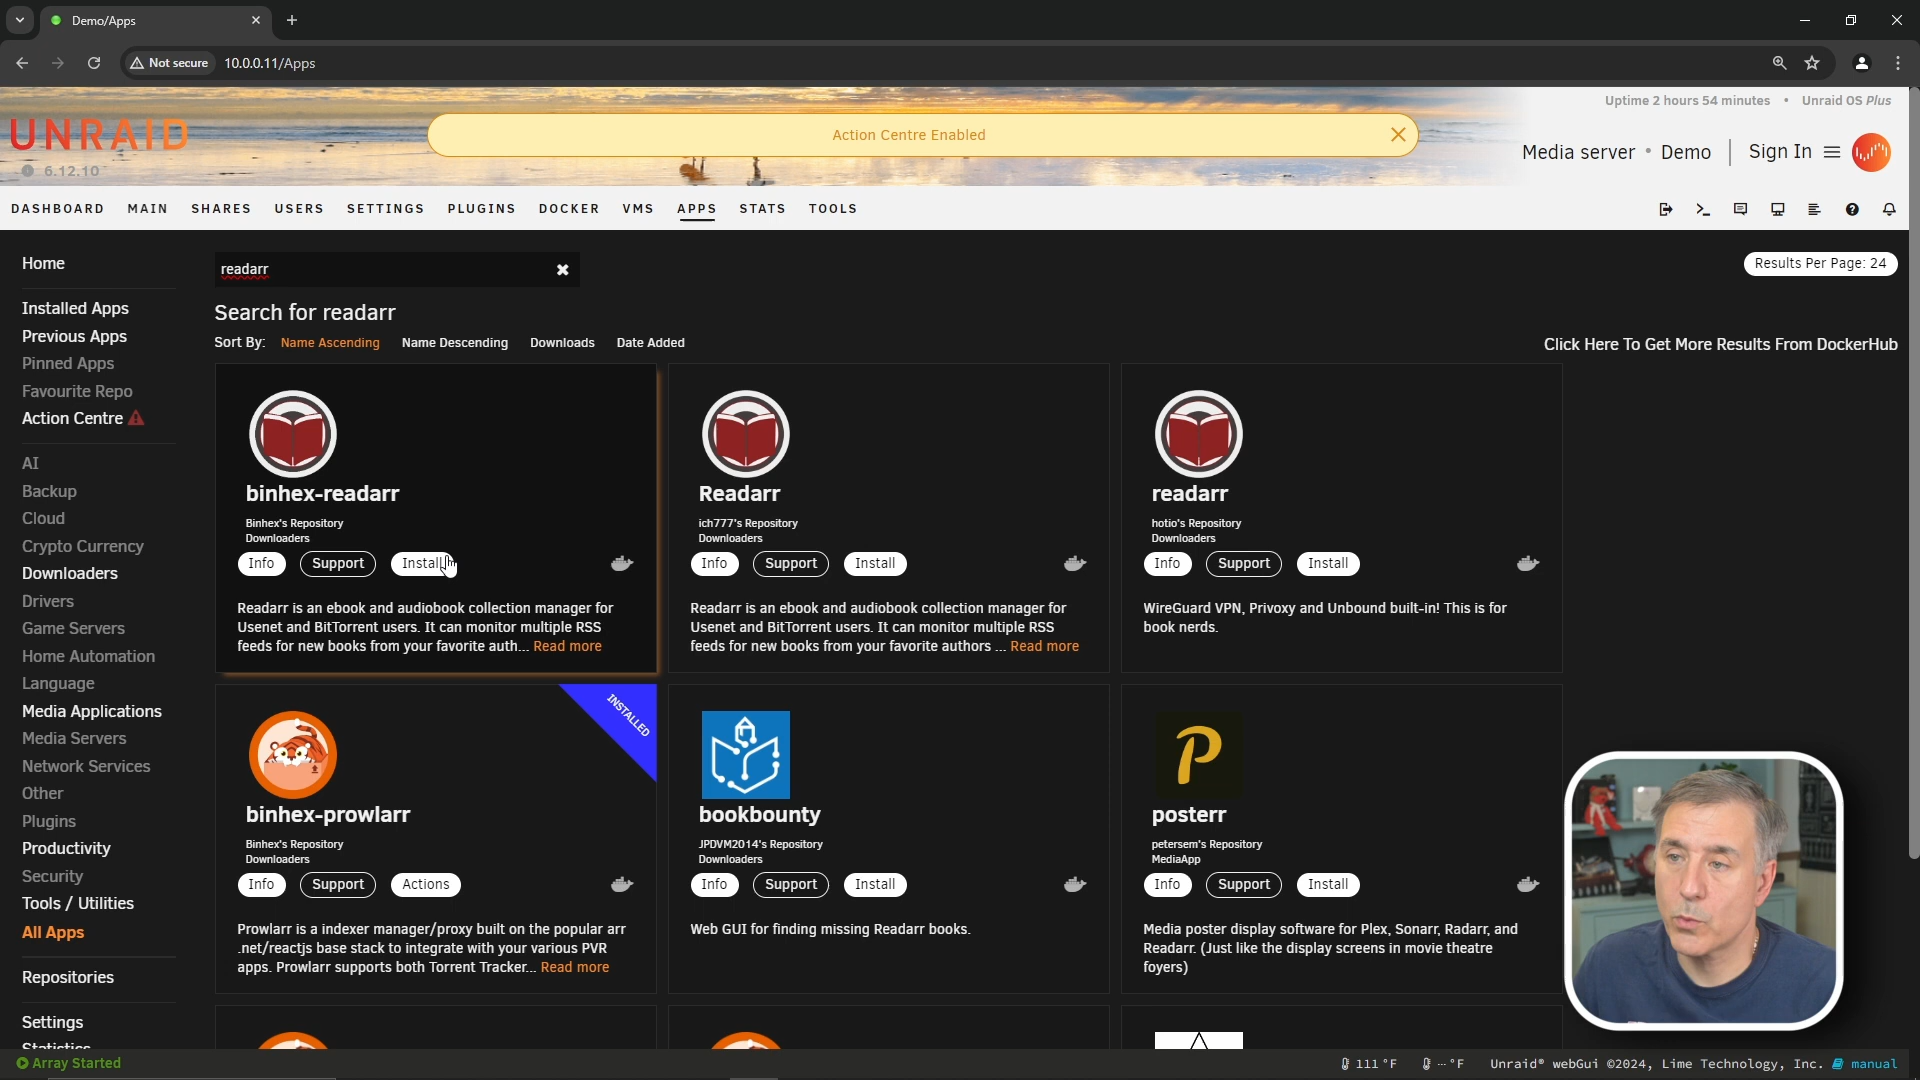 Demo/Apps
Not secure
10.0.0.11/Apps
Uptime 2 hours 54 minutes • Unraid OS Plus
UNRAID
6.12.10
Action Centre Enabled
Media server • Demo
Sign In
DASHBOARD MAIN SHARES USERS SETTINGS PLUGINS DOCKER VMS APPS STATS TOOLS
Home
Installed Apps
Previous Apps
Pinned Apps
Favourite Repo
Action Centre
AI
Backup
Cloud
Crypto Currency
Downloaders
Drivers
Game Servers
Home Automation
Language
Media Applications
Media Servers
Network Services
Other
Plugins
Productivity
Security
Tools / Utilities
All Apps
Repositories
Settings
Statistics
readarr
Results Per Page: 24
Search for readarr
Sort By: Name Ascending Name Descending Downloads Date Added
Click Here To Get More Results From DockerHub
binhex-readarr
Binhex's Repository
Downloaders
Info Support Install
Readarr is an ebook and audiobook collection manager for
Usenet and BitTorrent users. It can monitor multiple RSS
feeds for new books from your favorite auth... Read more
Readarr
ich777's Repository
Downloaders
Info Support Install
Readarr is an ebook and audiobook collection manager for
Usenet and BitTorrent users. It can monitor multiple RSS
feeds for new books from your favorite authors ... Read more
readarr
hotio's Repository
Downloaders
Info Support Install
WireGuard VPN, Privoxy and Unbound built-in! This is for
book nerds.
INSTALLED
binhex-prowlarr
Binhex's Repository
Downloaders
Info Support Actions
Prowlarr is a indexer manager/proxy built on the popular arr
.net/reactjs base stack to integrate with your various PVR
apps. Prowlarr supports both Torrent Tracker... Read more
bookbounty
JPDVM2014's Repository
Downloaders
Info Support Install
Web GUI for finding missing Readarr books.
P
posterr
petersem's Repository
MediaApp
Info Support Install
Media poster display software for Plex, Sonarr, Radarr, and
Readarr. (Just like the display screens in movie theatre
foyers)
Array Started
111 °F
-- °F
Unraid® webGui ©2024, Lime Technology, Inc.
manual